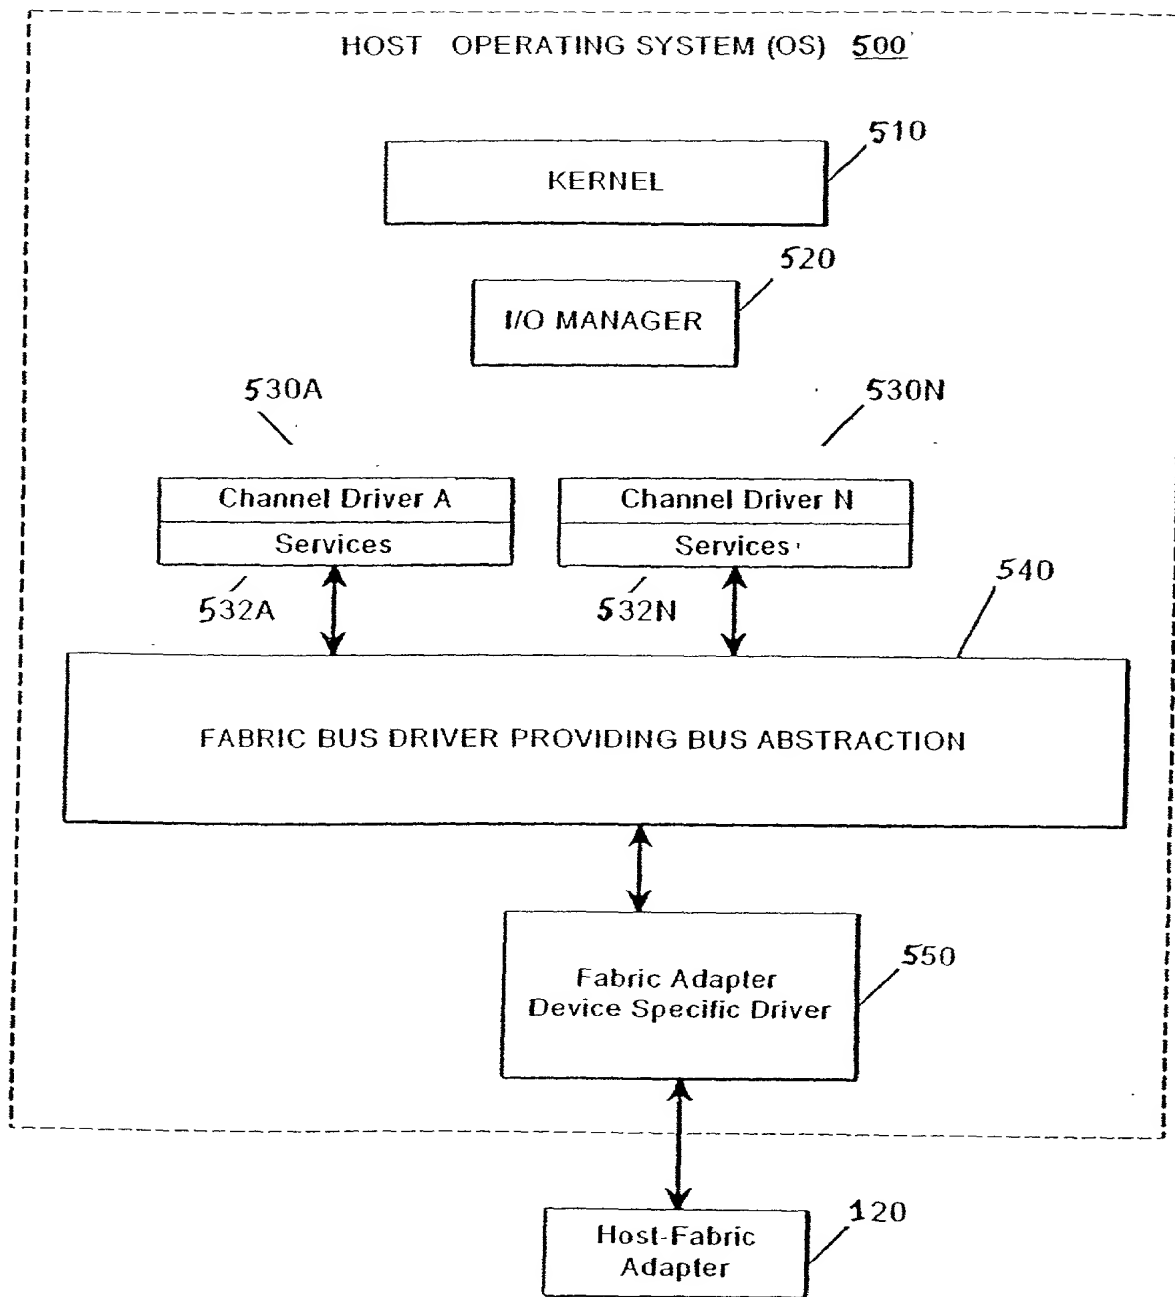 HOST OPERATING SYSTEM (OS) 500
510
KERNEL
520
I/O MANAGER
530A
530N
Channel Driver A
Services
Channel Driver N
Services
532A
532N
540
FABRIC BUS DRIVER PROVIDING BUS ABSTRACTION
550
Fabric Adapter
Device Specific Driver
120
Host-Fabric
Adapter